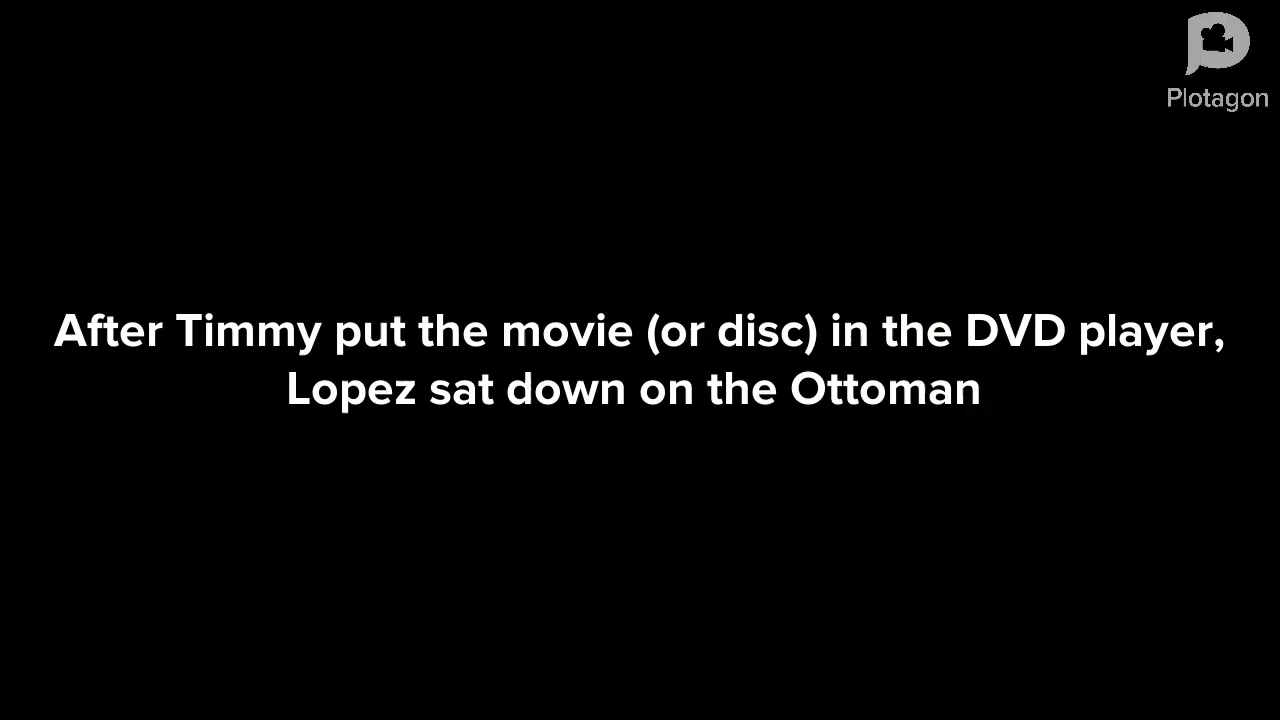 Plotagon
After Timmy put the movie (or disc) in the DVD player,
Lopez sat down on the Ottoman